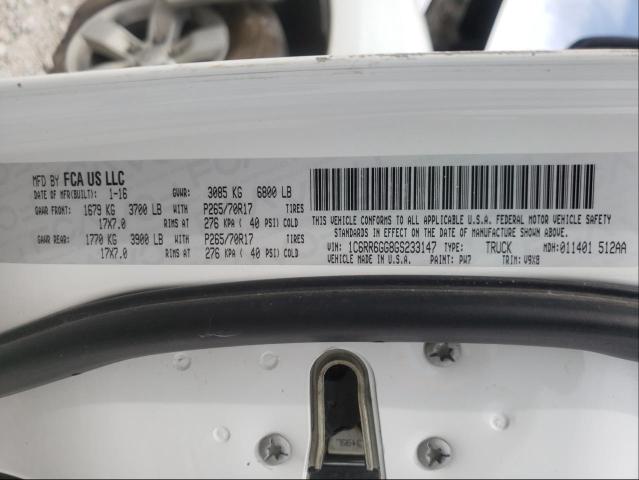 MFD BY FCA US LLC
DATE OF MFR(BUILT): 1-16 GVWR: 3085 KG 6800 LB
GAWR FRONT: 1679 KG 3700 LB WITH P265/70R17 TIRES
17X7.0 RIMS AT 276 KPA ( 40 PSI) COLD
GAWR REAR: 1770 KG 3900 LB WITH P265/70R17 TIRES
17X7.0 RIMS AT 276 KPA ( 40 PSI) COLD
THIS VEHICLE CONFORMS TO ALL APPLICABLE U.S.A. FEDERAL MOTOR VEHICLE SAFETY
STANDARDS IN EFFECT ON THE DATE OF MANUFACTURE SHOWN ABOVE.
VIN: 1C6RR6GG8GS233147 TYPE: TRUCK MDH:011401 512AA
VEHICLE MADE IN U.S.A. PAINT: PW7 TRIM: V9X8